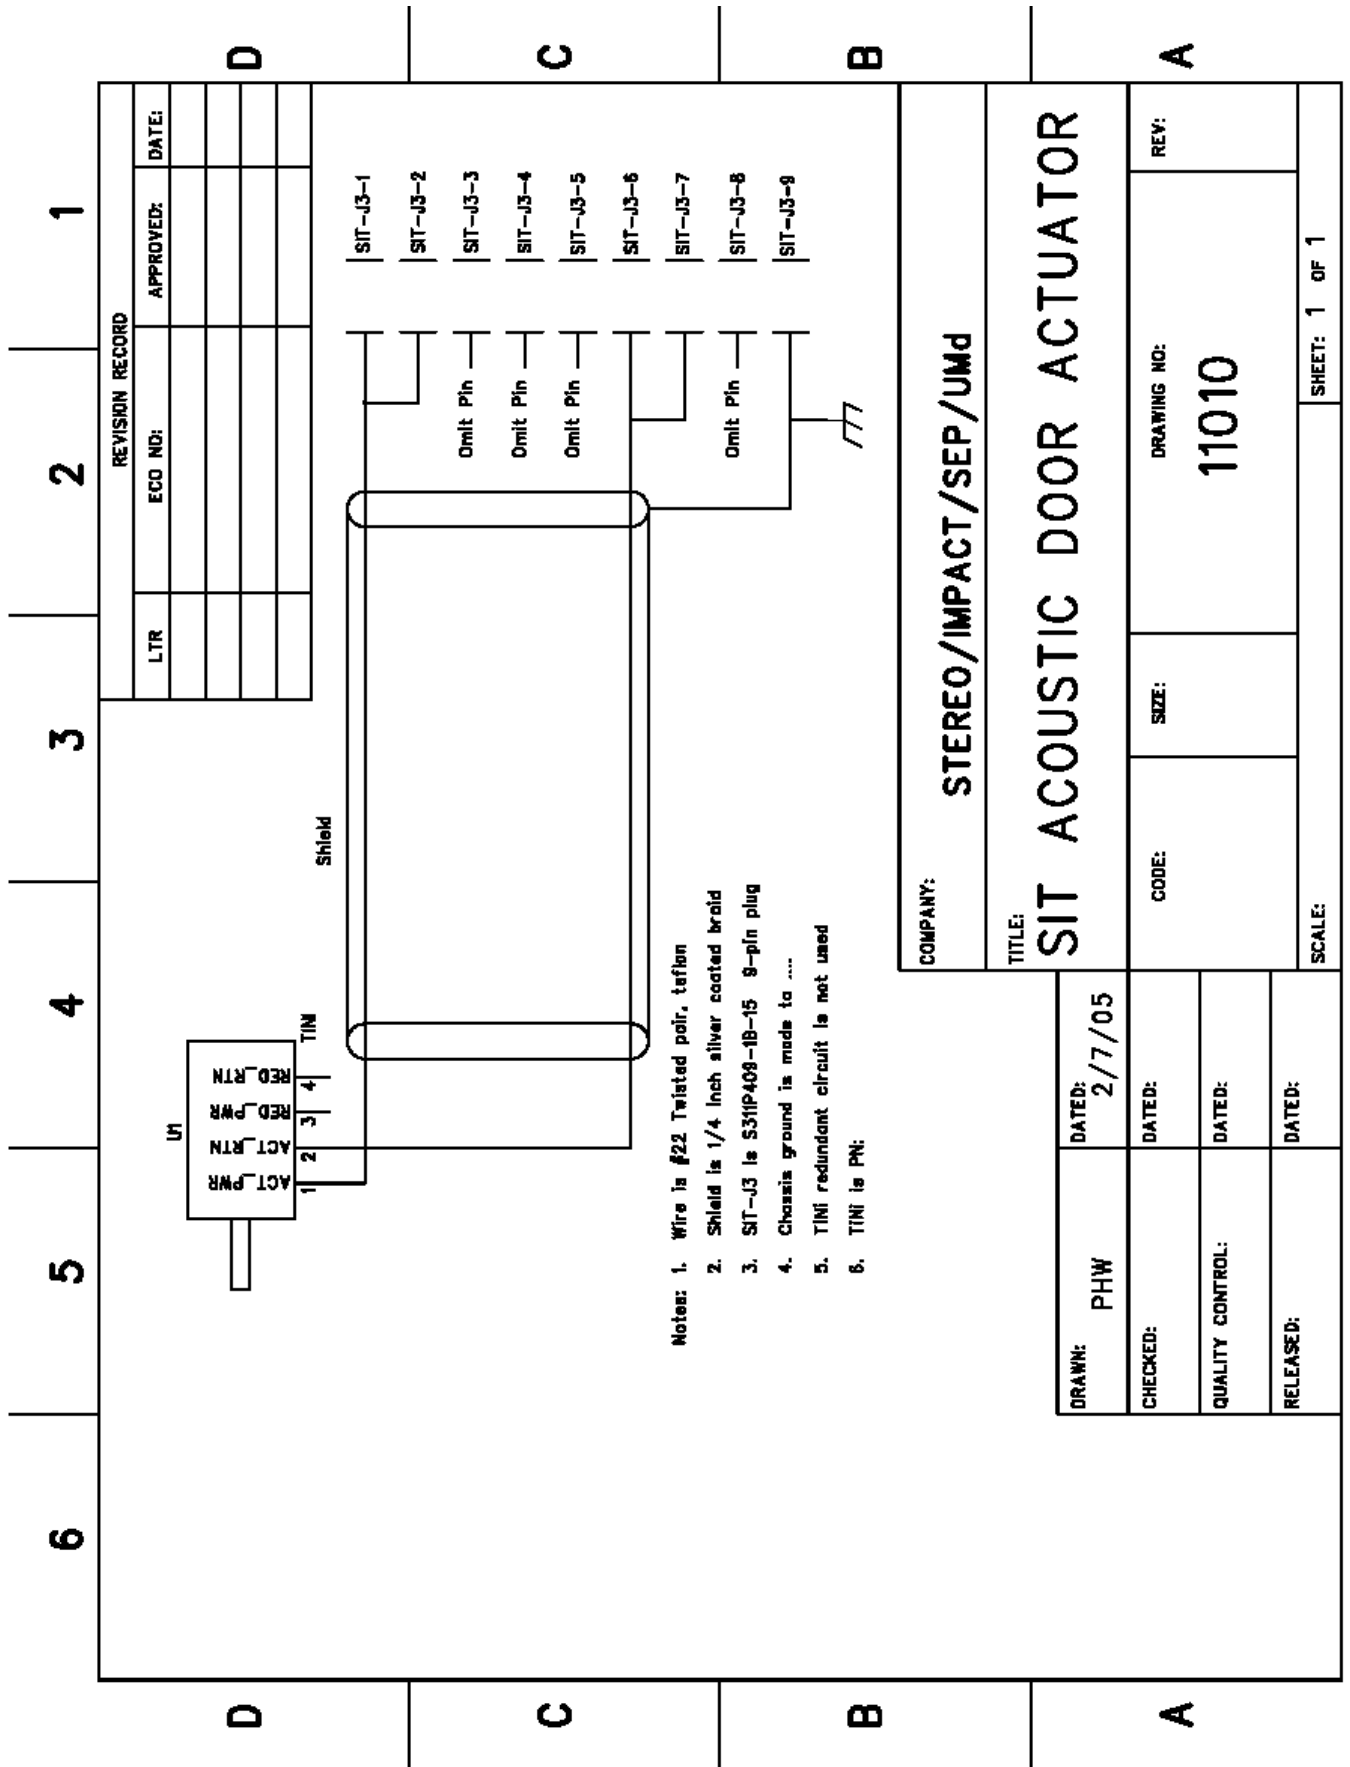 6 5 4 3 2 1
D D
C C
B B
A A
REVISION RECORD
LTR ECO NO: APPROVED: DATE:
U1
ACT_PWR
ACT_RTN
RED_PWR
RED_RTN
1 2 3 4
TINI
Shield
SIT-J3-1
SIT-J3-2
Omit Pin SIT-J3-3
Omit Pin SIT-J3-4
Omit Pin SIT-J3-5
SIT-J3-6
SIT-J3-7
Omit Pin SIT-J3-8
SIT-J3-9
Notes: 1. Wire is #22 Twisted pair, teflon
2. Shield is 1/4 inch silver coated braid
3. SIT-J3 is S311P409-1B-15 9-pin plug
4. Chassis ground is made to ....
5. TINI redundant circuit is not used
6. TINI is PN:
COMPANY:
STEREO/IMPACT/SEP/UMd
TITLE:
SIT ACOUSTIC DOOR ACTUATOR
DRAWN: PHW DATED: 2/7/05
CHECKED: DATED:
QUALITY CONTROL: DATED:
RELEASED: DATED:
CODE: SIZE: DRAWING NO: 11010 REV:
SCALE: SHEET: 1 OF 1